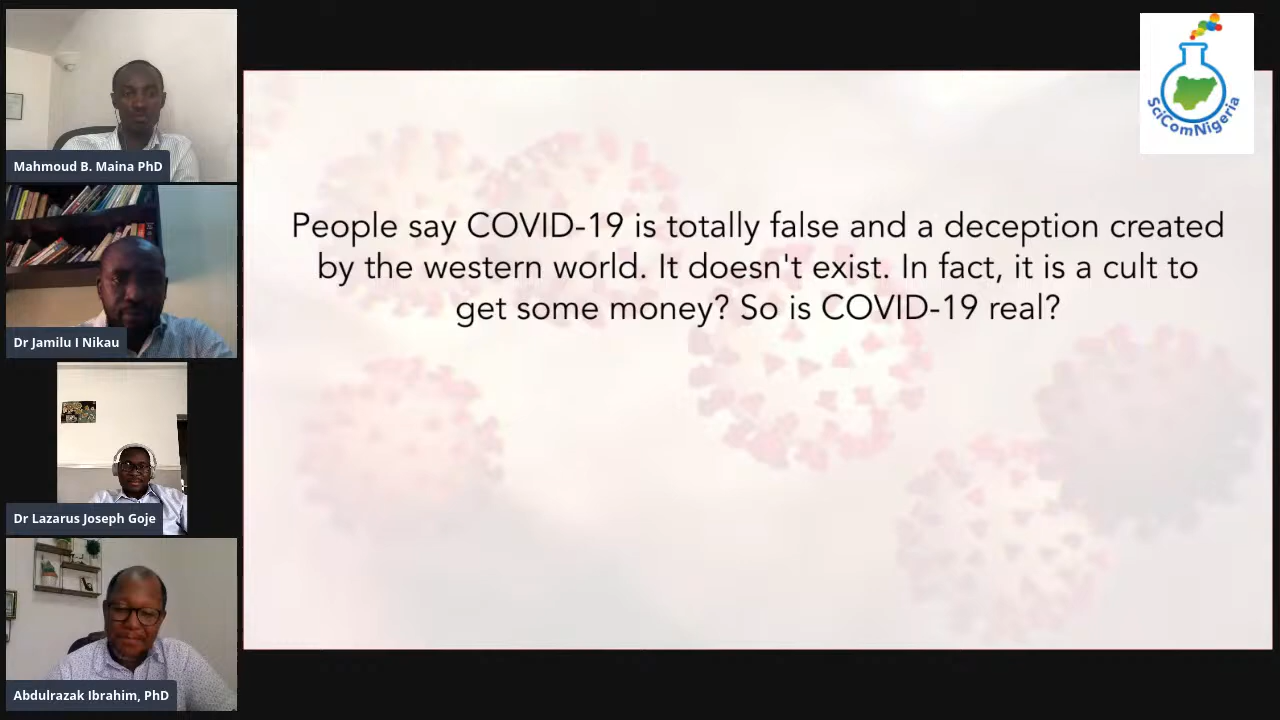 Mahmoud B. Maina PhD
Dr Jamilu I Nikau
Dr Lazarus Joseph Goje
Abdulrazak Ibrahim, PhD
People say COVID-19 is totally false and a deception created
by the western world. It doesn't exist. In fact, it is a cult to
get some money? So is COVID-19 real?
SciComNigeria